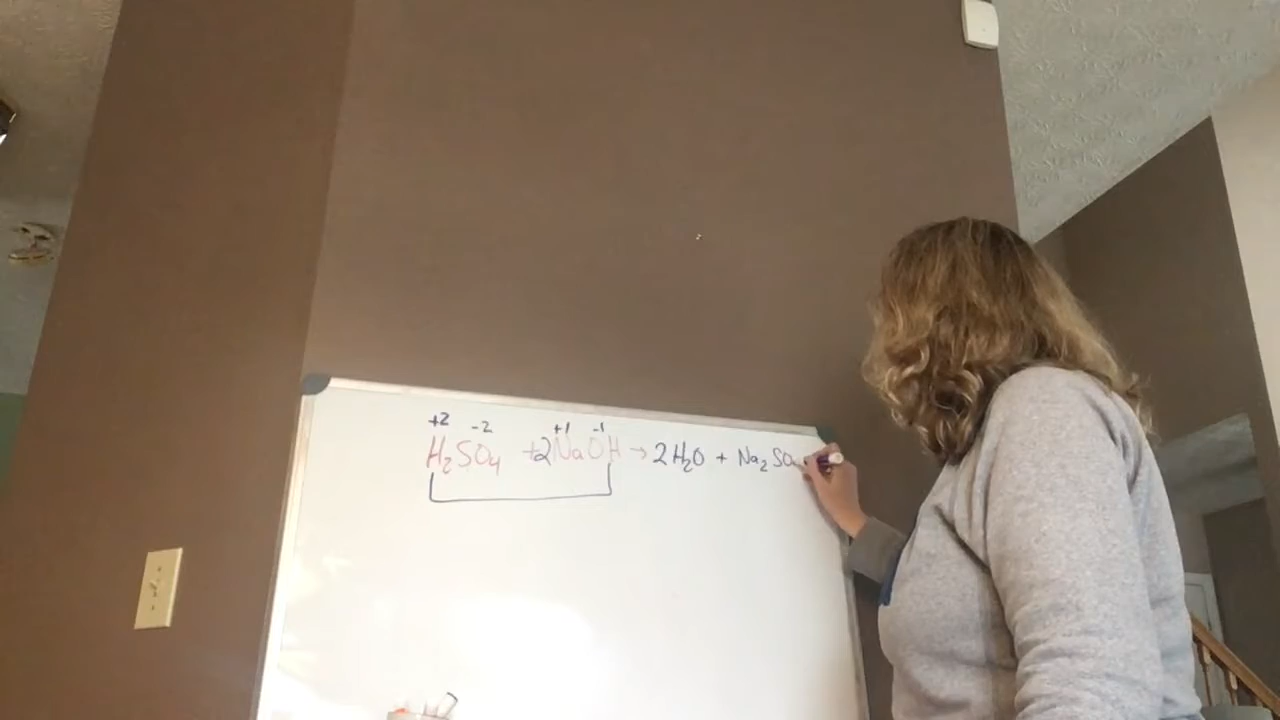 +2 -2 +1 -1
H₂SO₄ +2NaOH → 2H₂O + Na₂SO₄